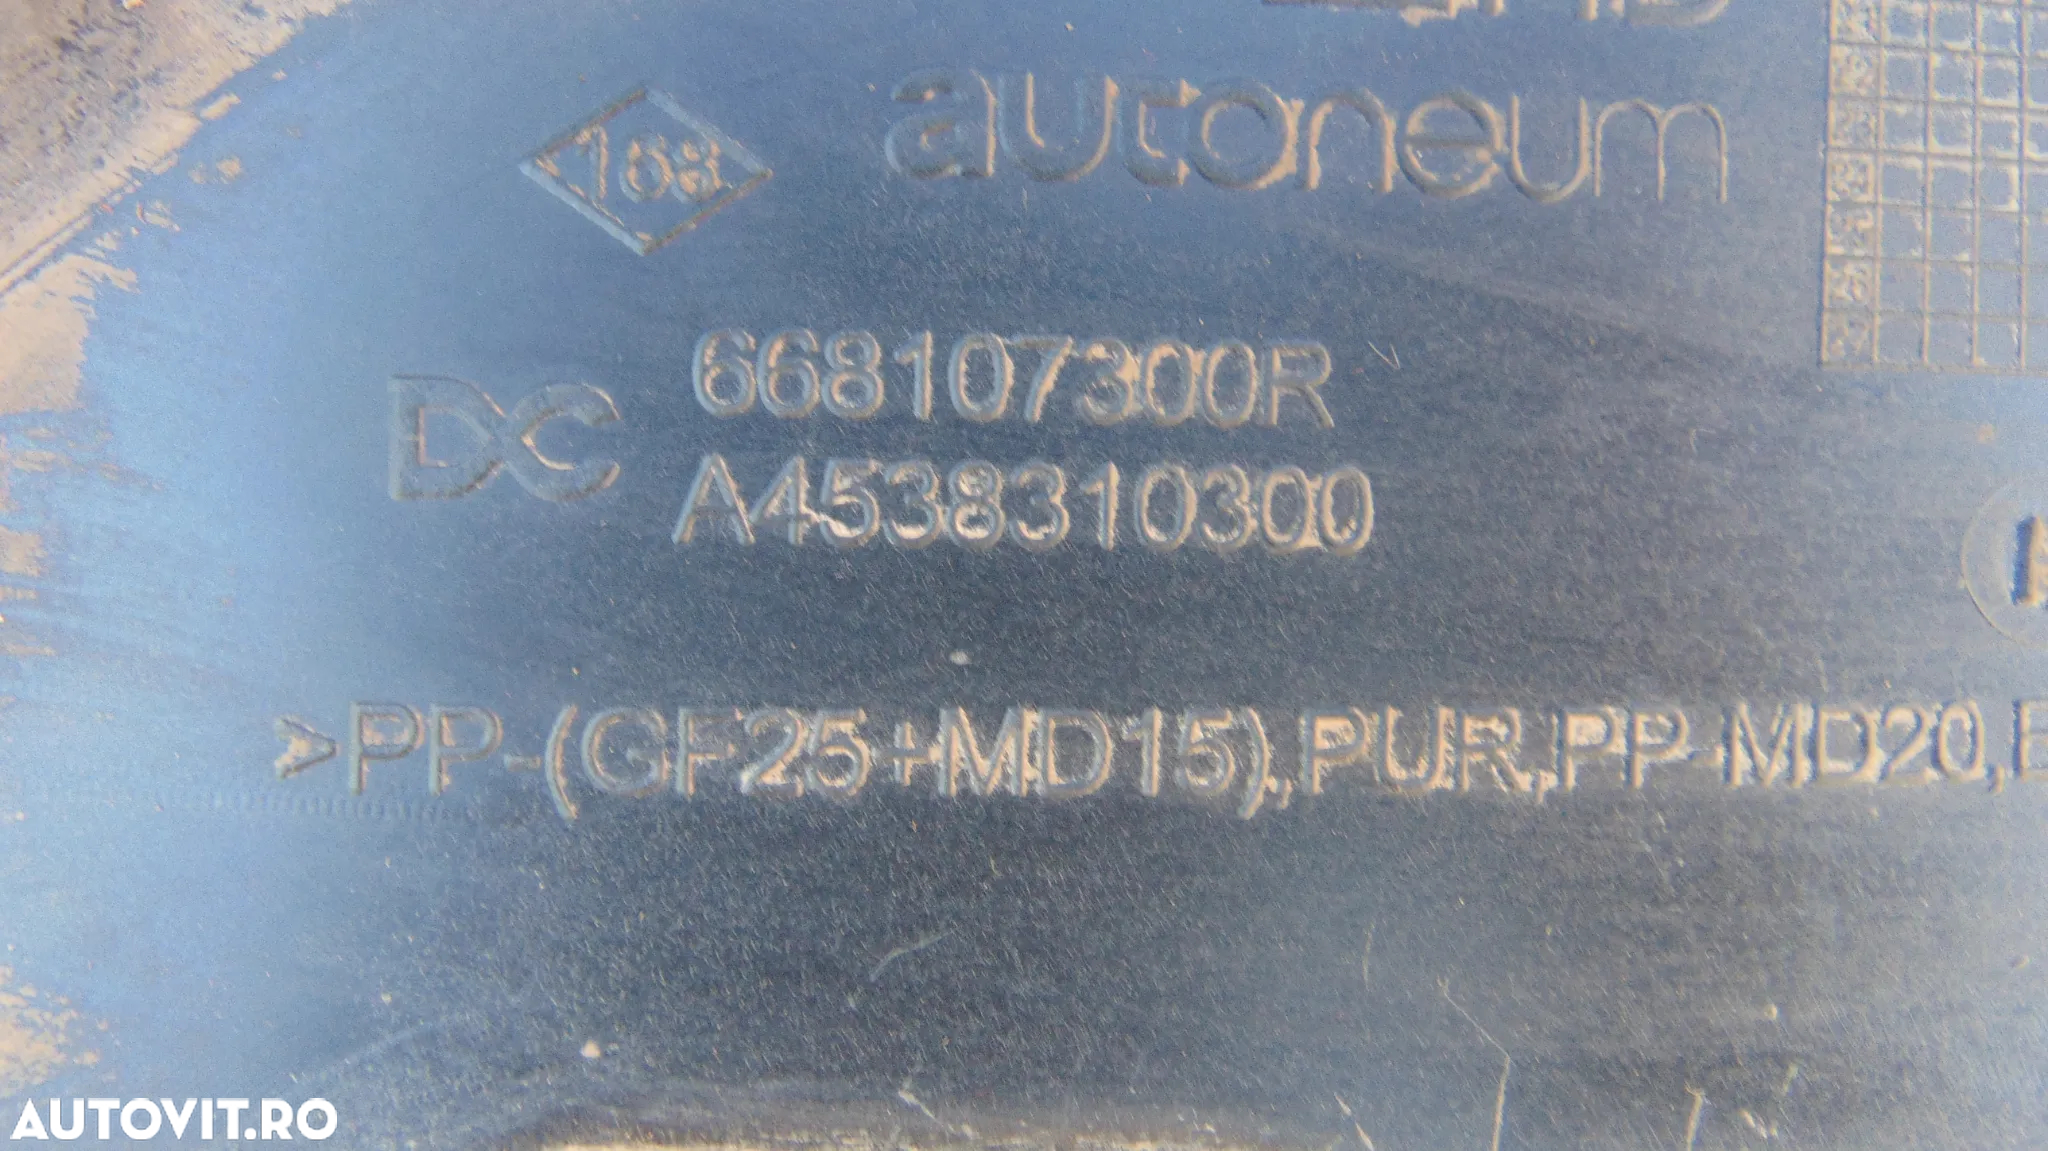 168
autoneum
DC
668107300R
A4538310300
>PP-(GF25+MD15),PUR,PP-MD20,E
AUTOVIT.RO